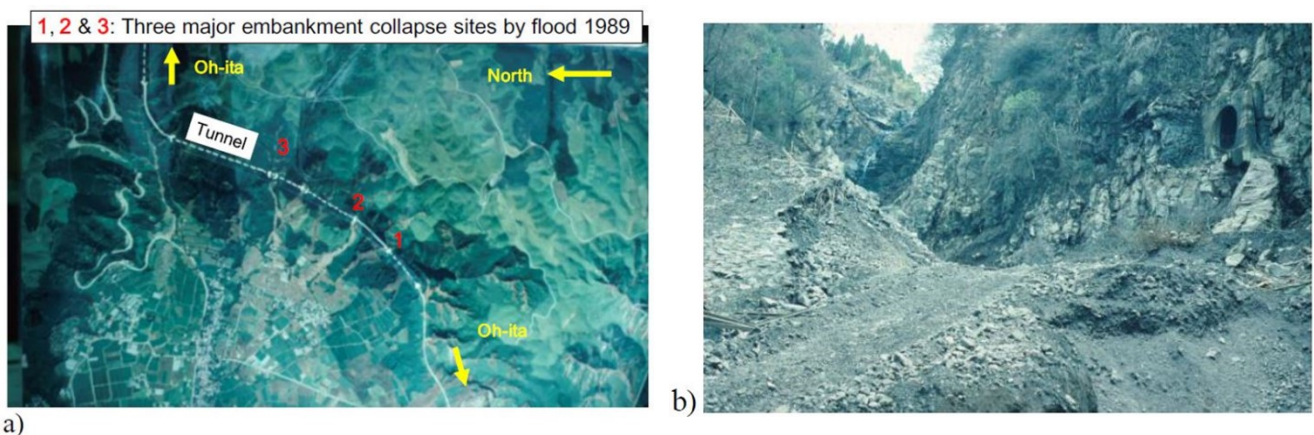 1, 2 & 3: Three major embankment collapse sites by flood 1989
Oh-ita
North
Tunnel
3
2
1
Oh-ita
a)
b)